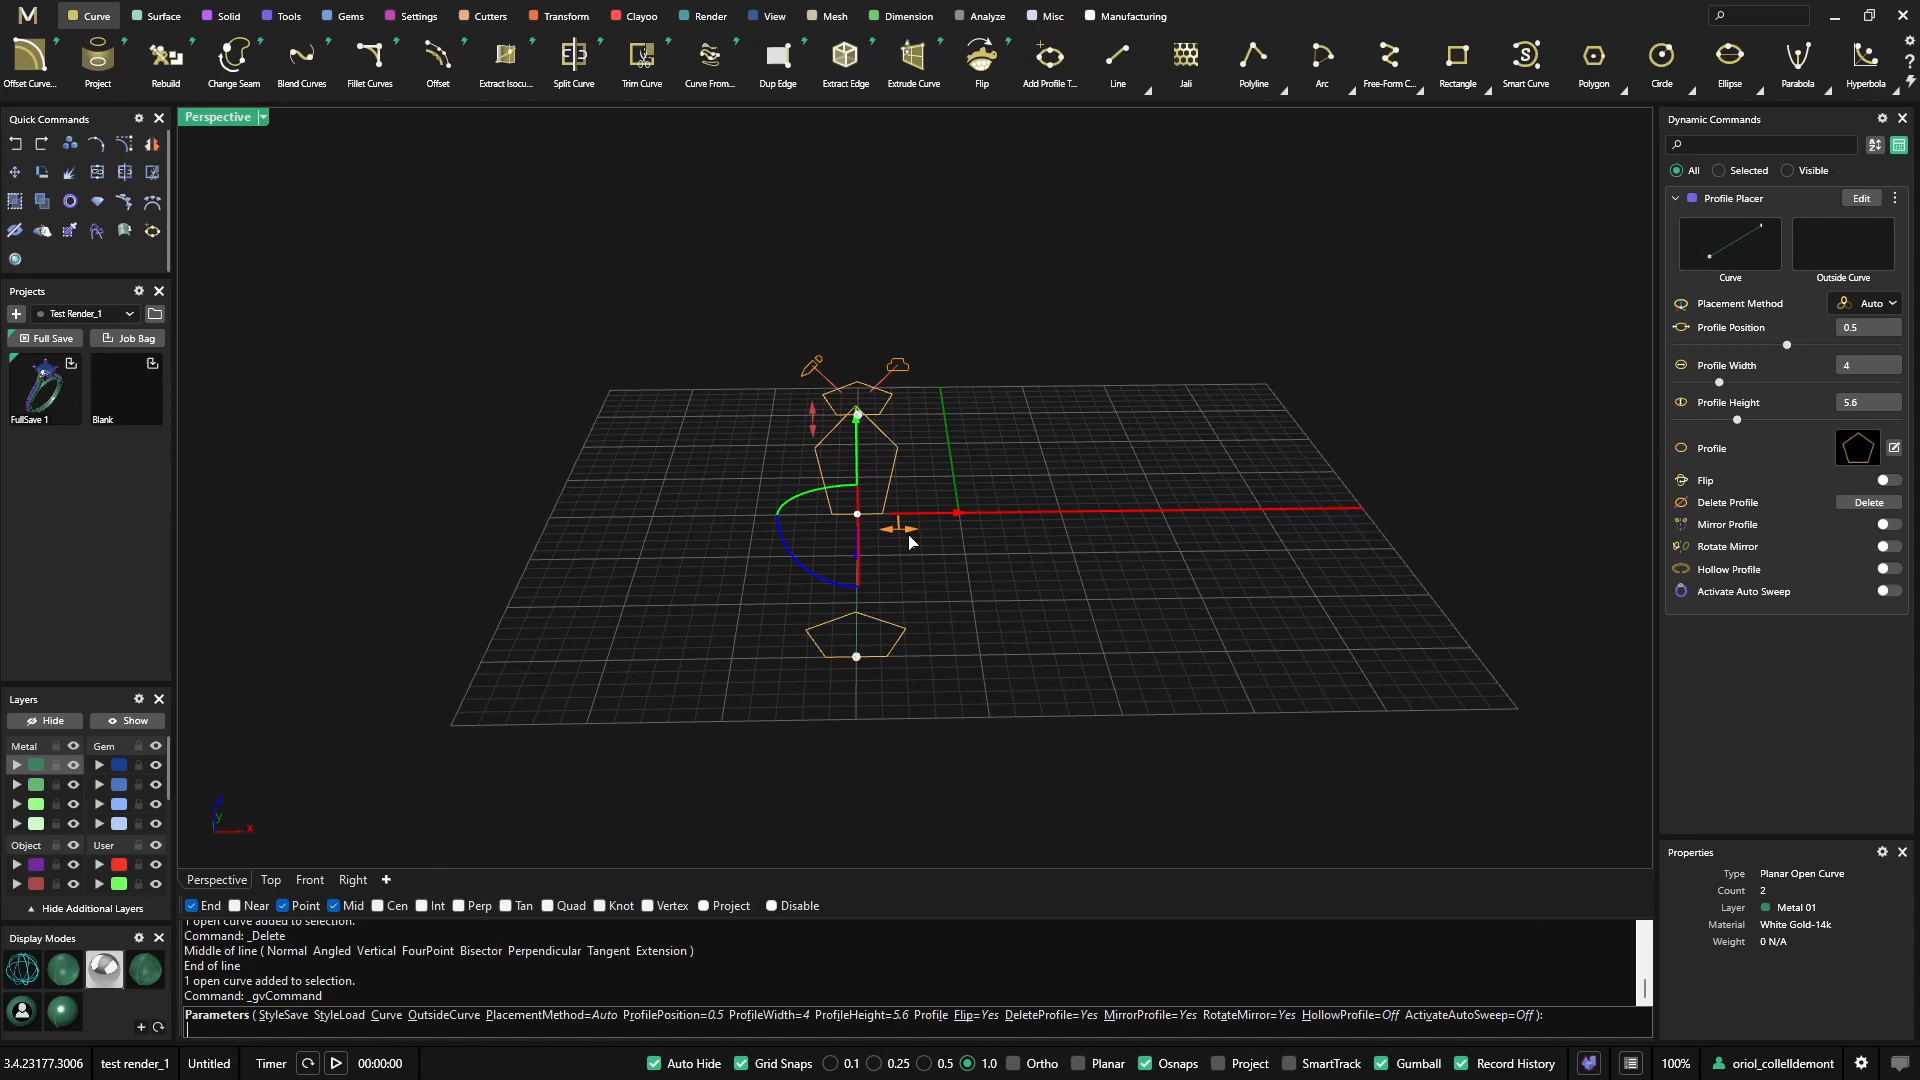 Curve Surface Solid Tools Gems Settings Cutters Transform Clayoo Render View Mesh Dimension Analyze Misc Manufacturing
Offset Curve... Project Rebuild Change Seam Blend Curves Fillet Curves Offset Extract Isocu... Split Curve Trim Curve Curve From... Dup Edge Extract Edge Extrude Curve Flip Add Profile T... Line Jali Polyline Arc Free-Form C... Rectangle Smart Curve Polygon Circle Ellipse Parabola Hyperbola
Quick Commands
Projects
Test Render_1
Full Save Job Bag
FullSave 1 Blank
Layers
Hide Show
Metal Gem
Object User
Hide Additional Layers
Display Modes
Perspective
z
y
x
Perspective Top Front Right
End Near Point Mid Cen Int Perp Tan Quad Knot Vertex Project Disable
1 open curve added to selection.
Command: _Delete
Middle of line ( Normal Angled Vertical FourPoint Bisector Perpendicular Tangent Extension )
End of line
1 open curve added to selection.
Command: _gvCommand
Parameters ( StyleSave StyleLoad Curve OutsideCurve PlacementMethod=Auto ProfilePosition=0.5 ProfileWidth=4 ProfileHeight=5.6 Profile Flip=Yes DeleteProfile=Yes MirrorProfile=Yes RotateMirror=Yes HollowProfile=Off ActivateAutoSweep=Off ):
Dynamic Commands
All Selected Visible
Profile Placer Edit
Curve Outside Curve
Placement Method Auto
Profile Position 0.5
Profile Width 4
Profile Height 5.6
Profile
Flip
Delete Profile Delete
Mirror Profile
Rotate Mirror
Hollow Profile
Activate Auto Sweep
Properties
Type Planar Open Curve
Count 2
Layer Metal 01
Material White Gold-14k
Weight 0 N/A
3.4.23177.3006 test render_1 Untitled Timer 00:00:00 Auto Hide Grid Snaps 0.1 0.25 0.5 1.0 Ortho Planar Osnaps Project SmartTrack Gumball Record History 100% oriol_collelldemont